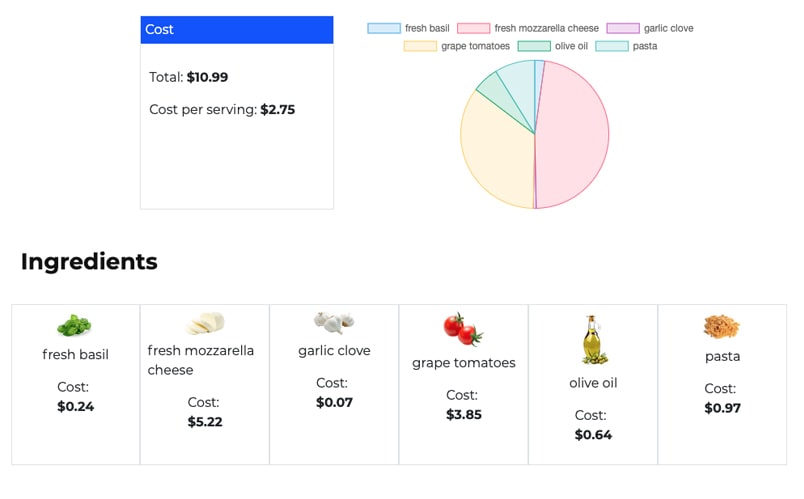 Cost
Total: $10.99
Cost per serving: $2.75
fresh basil
fresh mozzarella cheese
garlic clove
grape tomatoes
olive oil
pasta
Ingredients
fresh basil
Cost:
$0.24
fresh mozzarella
cheese
Cost:
$5.22
garlic clove
Cost:
$0.07
grape tomatoes
Cost:
$3.85
olive oil
Cost:
$0.64
pasta
Cost:
$0.97